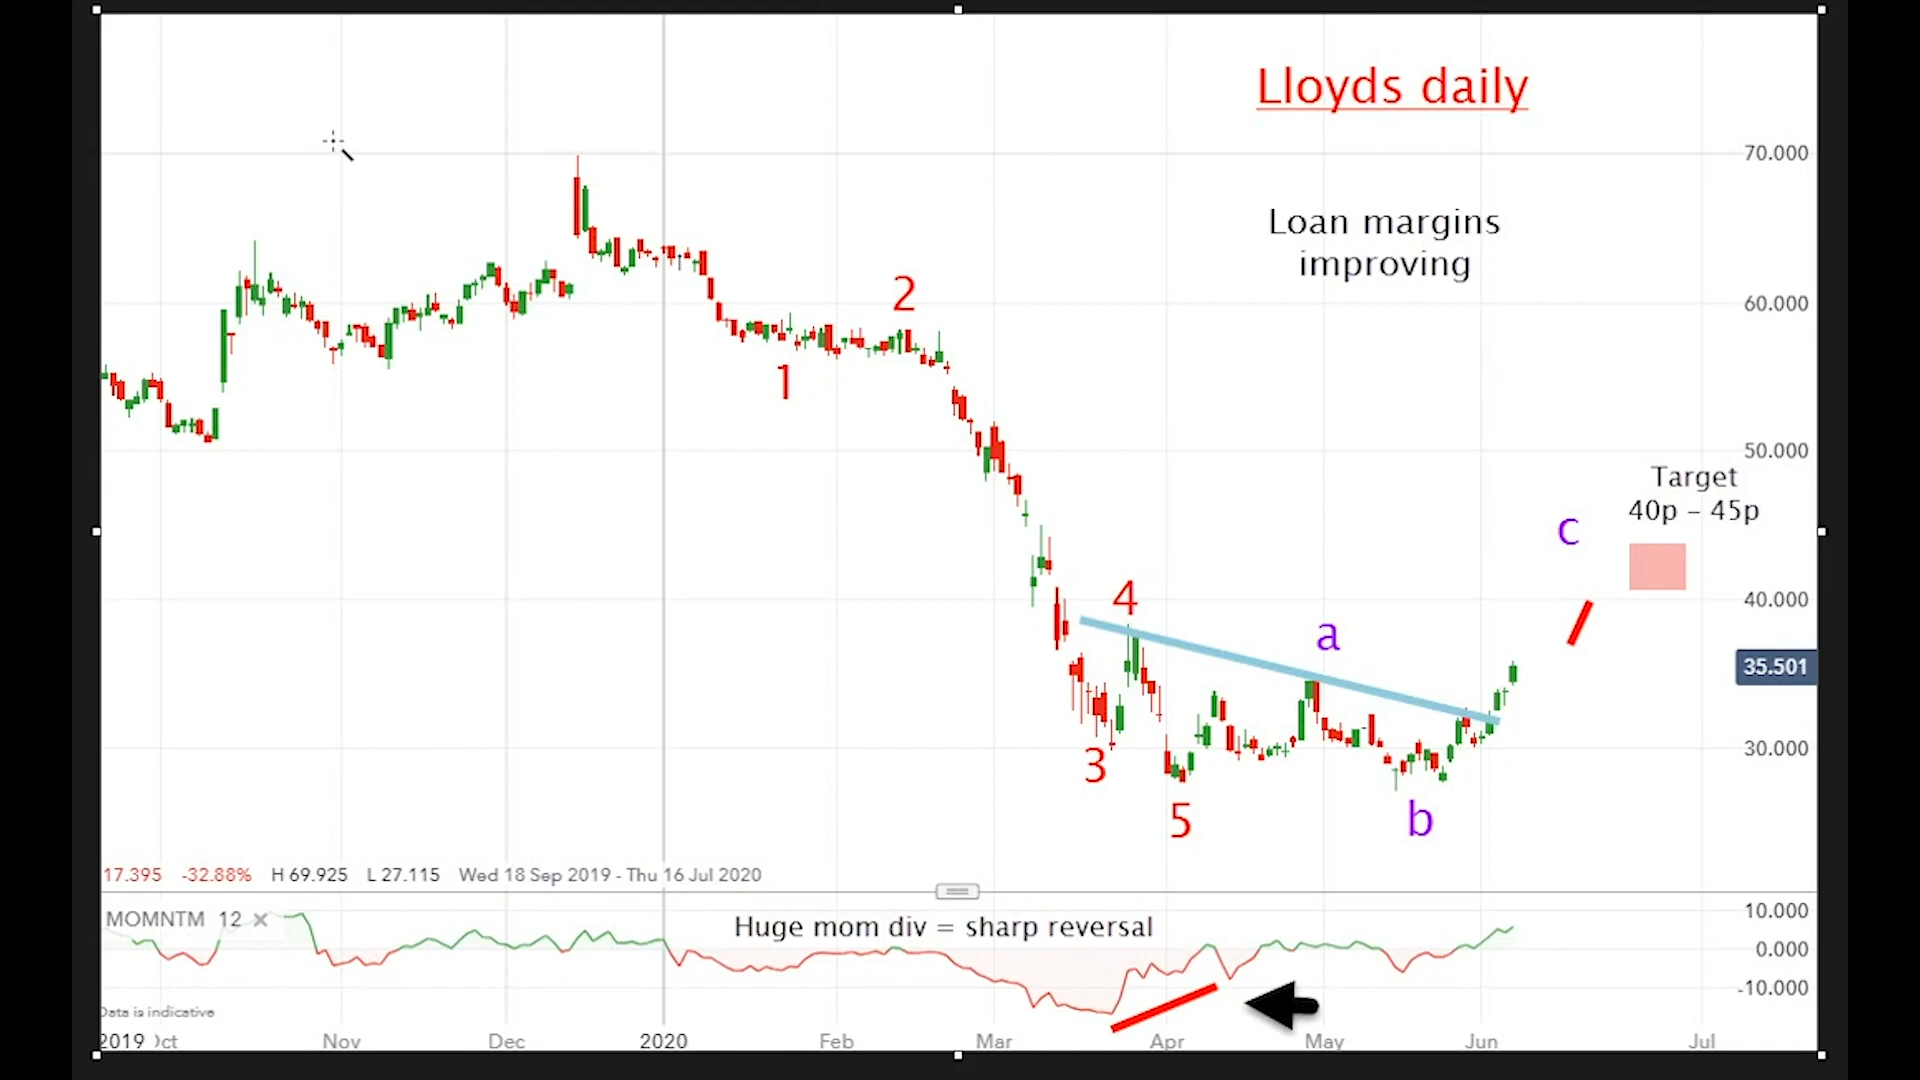 Lloyds daily
70.000
Loan margins
improving
2
60.000
1
50.000
Target
40p – 45p
c
4
40.000
a
35.501
3
30.000
5
b
17.395 -32.88% H 69.925 L 27.115 Wed 18 Sep 2019 - Thu 16 Jul 2020
MOMNTM 12
Huge mom div = sharp reversal
10.000
0.000
-10.000
Data is indicative
2019 Oct Nov Dec 2020 Feb Mar Apr May Jun Jul